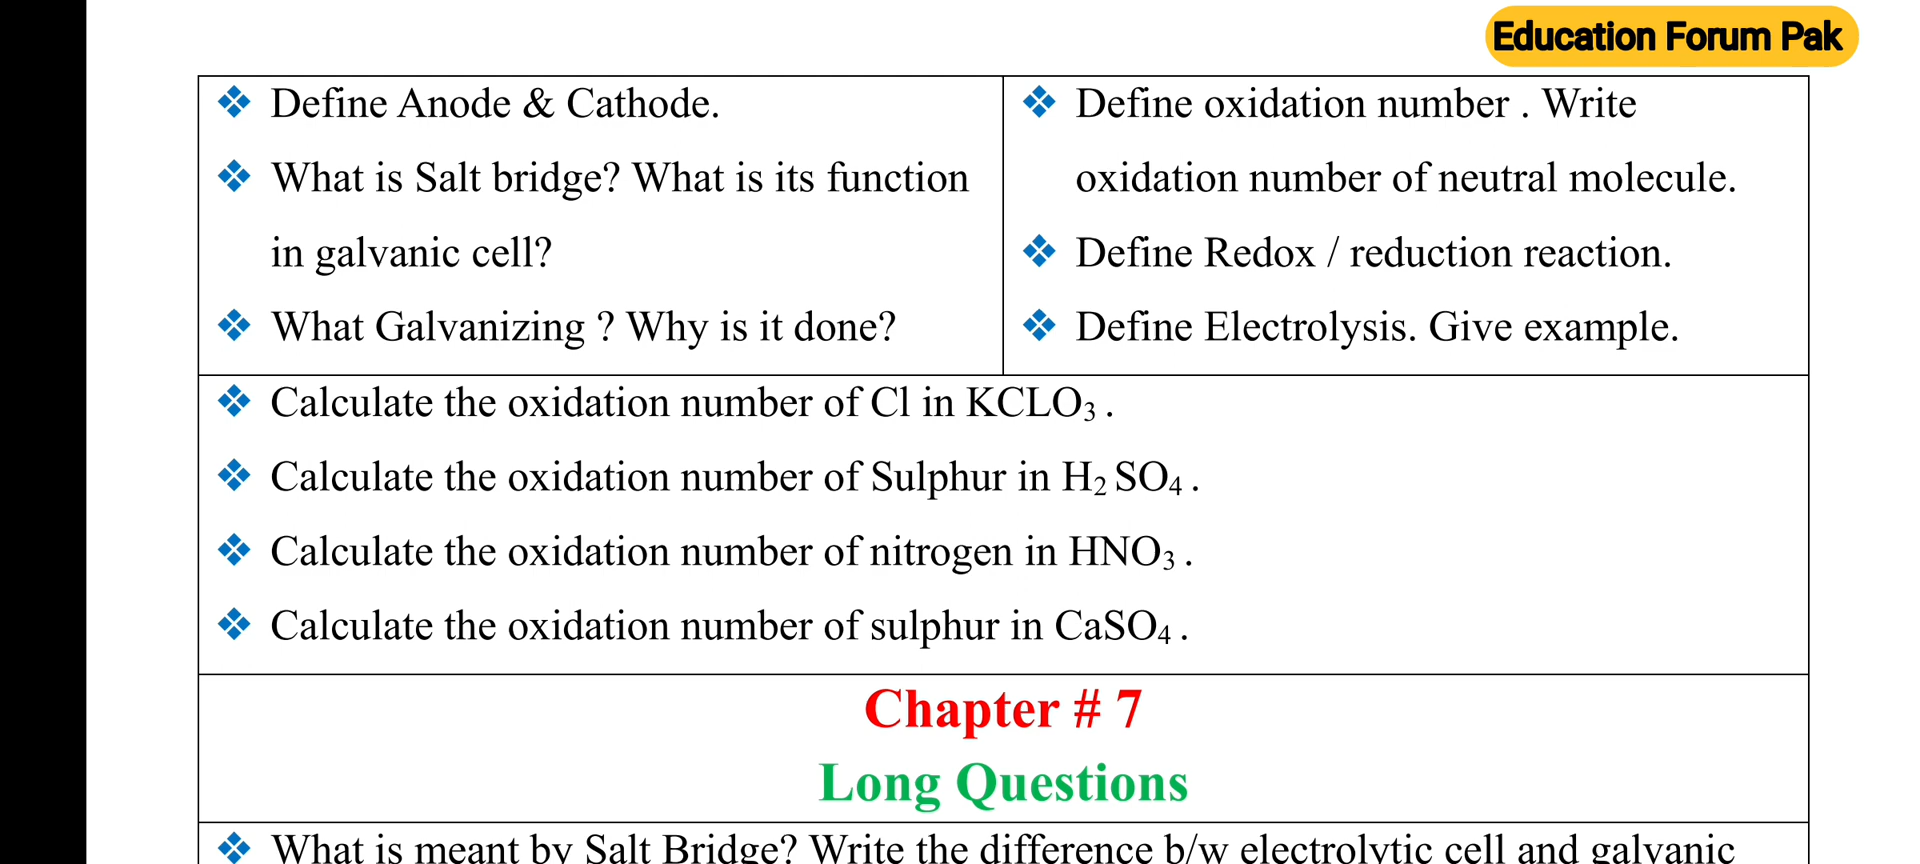 Education Forum Pak
❖ Define Anode & Cathode.
❖ What is Salt bridge? What is its function
in galvanic cell?
❖ What Galvanizing ? Why is it done?
❖ Define oxidation number . Write
oxidation number of neutral molecule.
❖ Define Redox / reduction reaction.
❖ Define Electrolysis. Give example.
❖ Calculate the oxidation number of Cl in KCLO₃ .
❖ Calculate the oxidation number of Sulphur in H₂ SO₄ .
❖ Calculate the oxidation number of nitrogen in HNO₃ .
❖ Calculate the oxidation number of sulphur in CaSO₄ .
Chapter # 7
Long Questions
❖ What is meant by Salt Bridge? Write the difference b/w electrolytic cell and galvanic